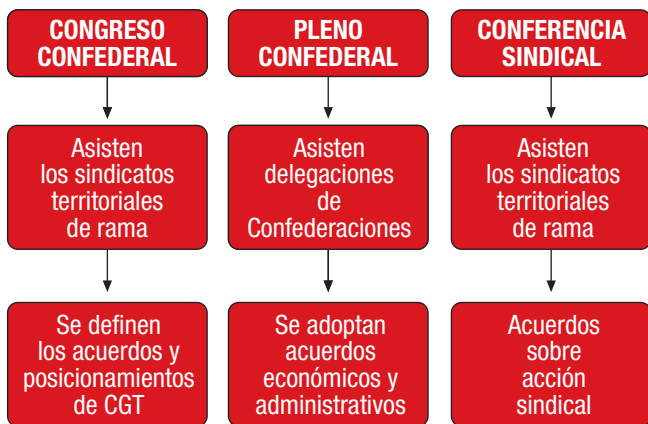 CONGRESO
CONFEDERAL
Asisten
los sindicatos
territoriales
de rama
Se definen
los acuerdos y
posicionamientos
de CGT
PLENO
CONFEDERAL
Asisten
delegaciones
de
Confederaciones
Se adoptan
acuerdos
económicos y
administrativos
CONFERENCIA
SINDICAL
Asisten
los sindicatos
territoriales
de rama
Acuerdos
sobre
acción
sindical